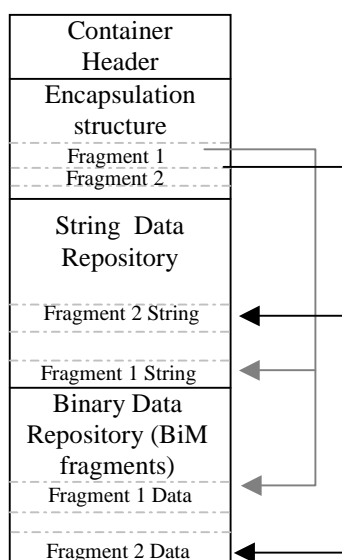 Container
Header
Encapsulation
structure
Fragment 1
Fragment 2
String Data
Repository
Fragment 2 String
Fragment 1 String
Binary Data
Repository (BiM
fragments)
Fragment 1 Data
Fragment 2 Data